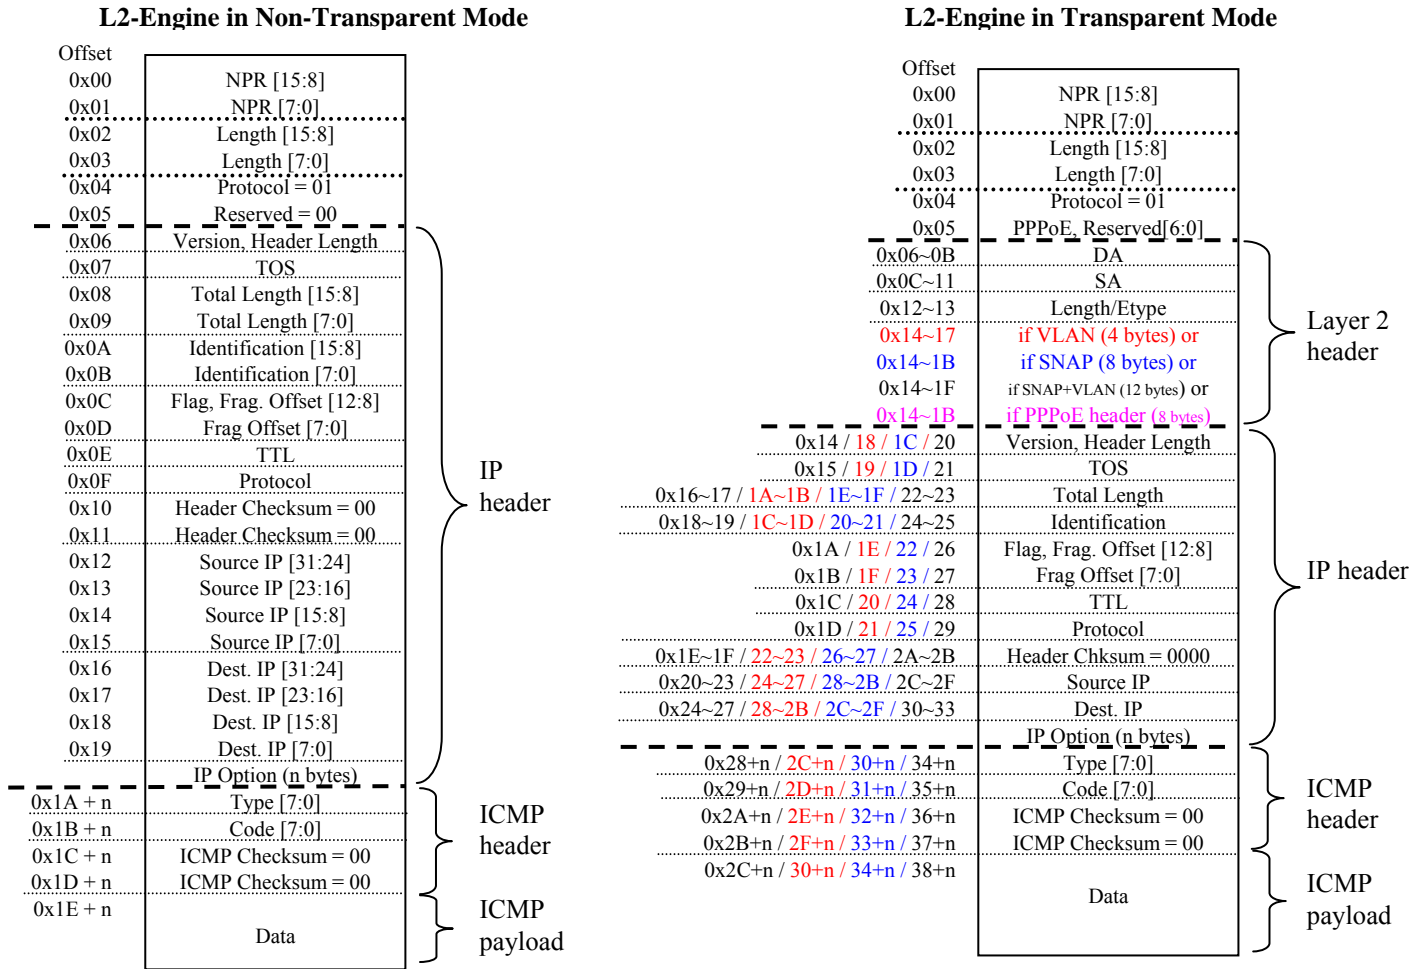 L2-Engine in Non-Transparent Mode
Offset
0x00 NPR [15:8]
0x01 NPR [7:0]
0x02 Length [15:8]
0x03 Length [7:0]
0x04 Protocol = 01
0x05 Reserved = 00
0x06 Version, Header Length
0x07 TOS
0x08 Total Length [15:8]
0x09 Total Length [7:0]
0x0A Identification [15:8]
0x0B Identification [7:0]
0x0C Flag, Frag. Offset [12:8]
0x0D Frag Offset [7:0]
0x0E TTL
0x0F Protocol
0x10 Header Checksum = 00
0x11 Header Checksum = 00
0x12 Source IP [31:24]
0x13 Source IP [23:16]
0x14 Source IP [15:8]
0x15 Source IP [7:0]
0x16 Dest. IP [31:24]
0x17 Dest. IP [23:16]
0x18 Dest. IP [15:8]
0x19 Dest. IP [7:0]
IP Option (n bytes)
IP
header
0x1A + n Type [7:0]
0x1B + n Code [7:0]
0x1C + n ICMP Checksum = 00
0x1D + n ICMP Checksum = 00
ICMP
header
0x1E + n
Data
ICMP
payload
L2-Engine in Transparent Mode
Offset
0x00 NPR [15:8]
0x01 NPR [7:0]
0x02 Length [15:8]
0x03 Length [7:0]
0x04 Protocol = 01
0x05 PPPoE, Reserved[6:0]
0x06~0B DA
0x0C~11 SA
0x12~13 Length/Etype
0x14~17 if VLAN (4 bytes) or
0x14~1B if SNAP (8 bytes) or
0x14~1F if SNAP+VLAN (12 bytes) or
0x14~1B if PPPoE header (8 bytes)
Layer 2
header
0x14 / 18 / 1C / 20 Version, Header Length
0x15 / 19 / 1D / 21 TOS
0x16~17 / 1A~1B / 1E~1F / 22~23 Total Length
0x18~19 / 1C~1D / 20~21 / 24~25 Identification
0x1A / 1E / 22 / 26 Flag, Frag. Offset [12:8]
0x1B / 1F / 23 / 27 Frag Offset [7:0]
0x1C / 20 / 24 / 28 TTL
0x1D / 21 / 25 / 29 Protocol
0x1E~1F / 22~23 / 26~27 / 2A~2B Header Chksum = 0000
0x20~23 / 24~27 / 28~2B / 2C~2F Source IP
0x24~27 / 28~2B / 2C~2F / 30~33 Dest. IP
IP Option (n bytes)
IP header
0x28+n / 2C+n / 30+n / 34+n Type [7:0]
0x29+n / 2D+n / 31+n / 35+n Code [7:0]
0x2A+n / 2E+n / 32+n / 36+n ICMP Checksum = 00
0x2B+n / 2F+n / 33+n / 37+n ICMP Checksum = 00
ICMP
header
0x2C+n / 30+n / 34+n / 38+n
Data
ICMP
payload